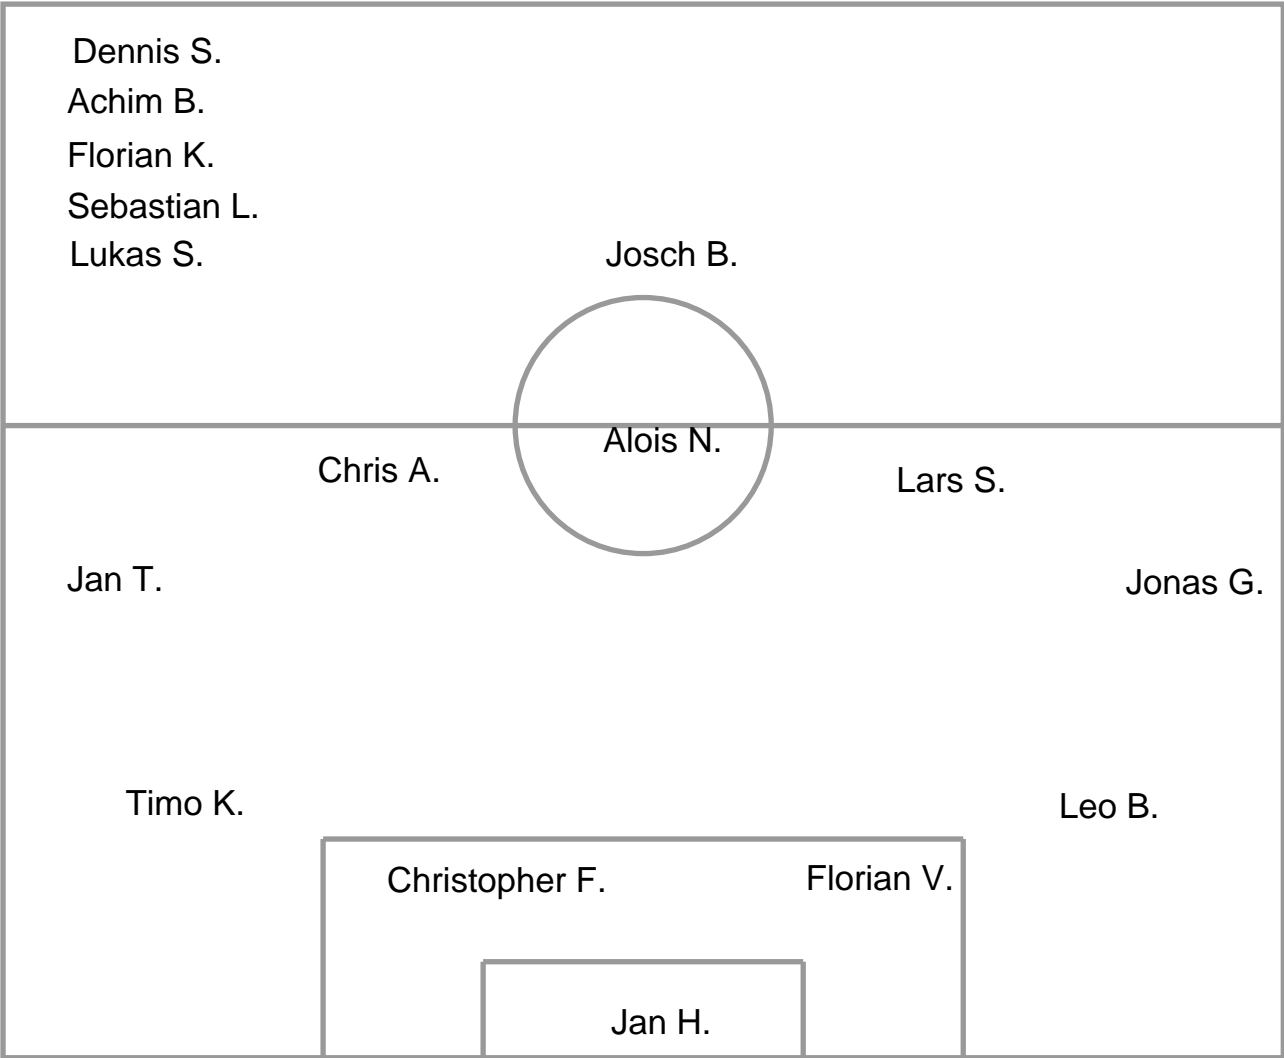 Dennis S.
Achim B.
Florian K.
Sebastian L.
Lukas S.
Josch B.
Alois N.
Chris A.
Lars S.
Jan T.
Jonas G.
Timo K.
Leo B.
Christopher F.
Florian V.
Jan H.